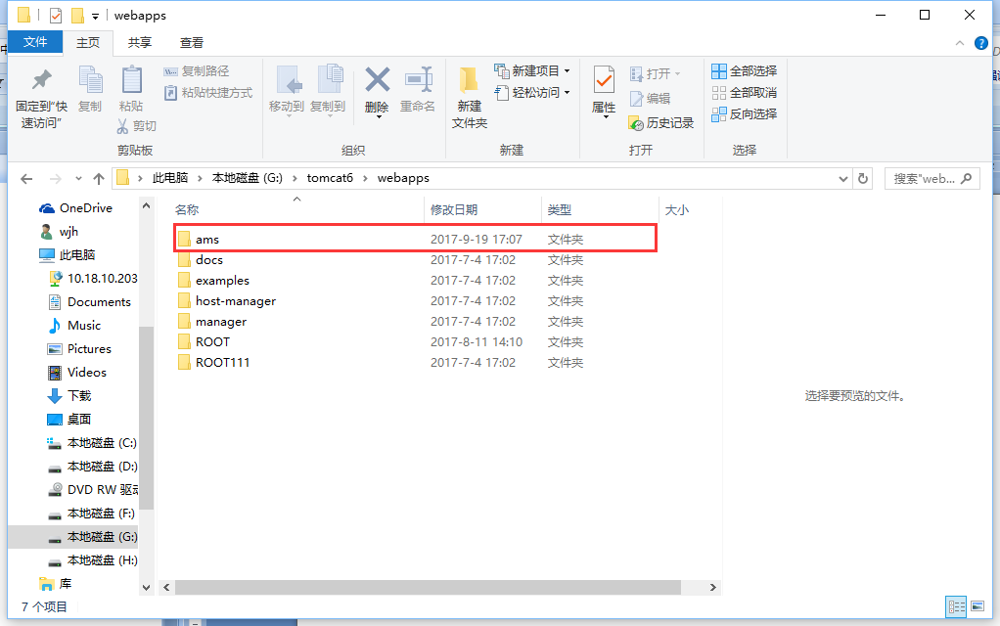 webapps
文件 主页 共享 查看
固定到"快速访问"
复制
粘贴
复制路径
粘贴快捷方式
剪切
剪贴板
移动到
复制到
删除
重命名
组织
新建文件夹
新建项目
轻松访问
新建
属性
打开
编辑
历史记录
打开
全部选择
全部取消
反向选择
选择
此电脑 › 本地磁盘 (G:) › tomcat6 › webapps
搜索"web...
OneDrive
wjh
此电脑
10.18.10.203
Documents
Music
Pictures
Videos
下载
桌面
本地磁盘 (C:)
本地磁盘 (D:)
DVD RW 驱动
本地磁盘 (F:)
本地磁盘 (G:)
本地磁盘 (H:)
库
名称 修改日期 类型 大小
ams 2017-9-19 17:07 文件夹
docs 2017-7-4 17:02 文件夹
examples 2017-7-4 17:02 文件夹
host-manager 2017-7-4 17:02 文件夹
manager 2017-7-4 17:02 文件夹
ROOT 2017-8-11 14:10 文件夹
ROOT111 2017-7-4 17:02 文件夹
选择要预览的文件。
7 个项目